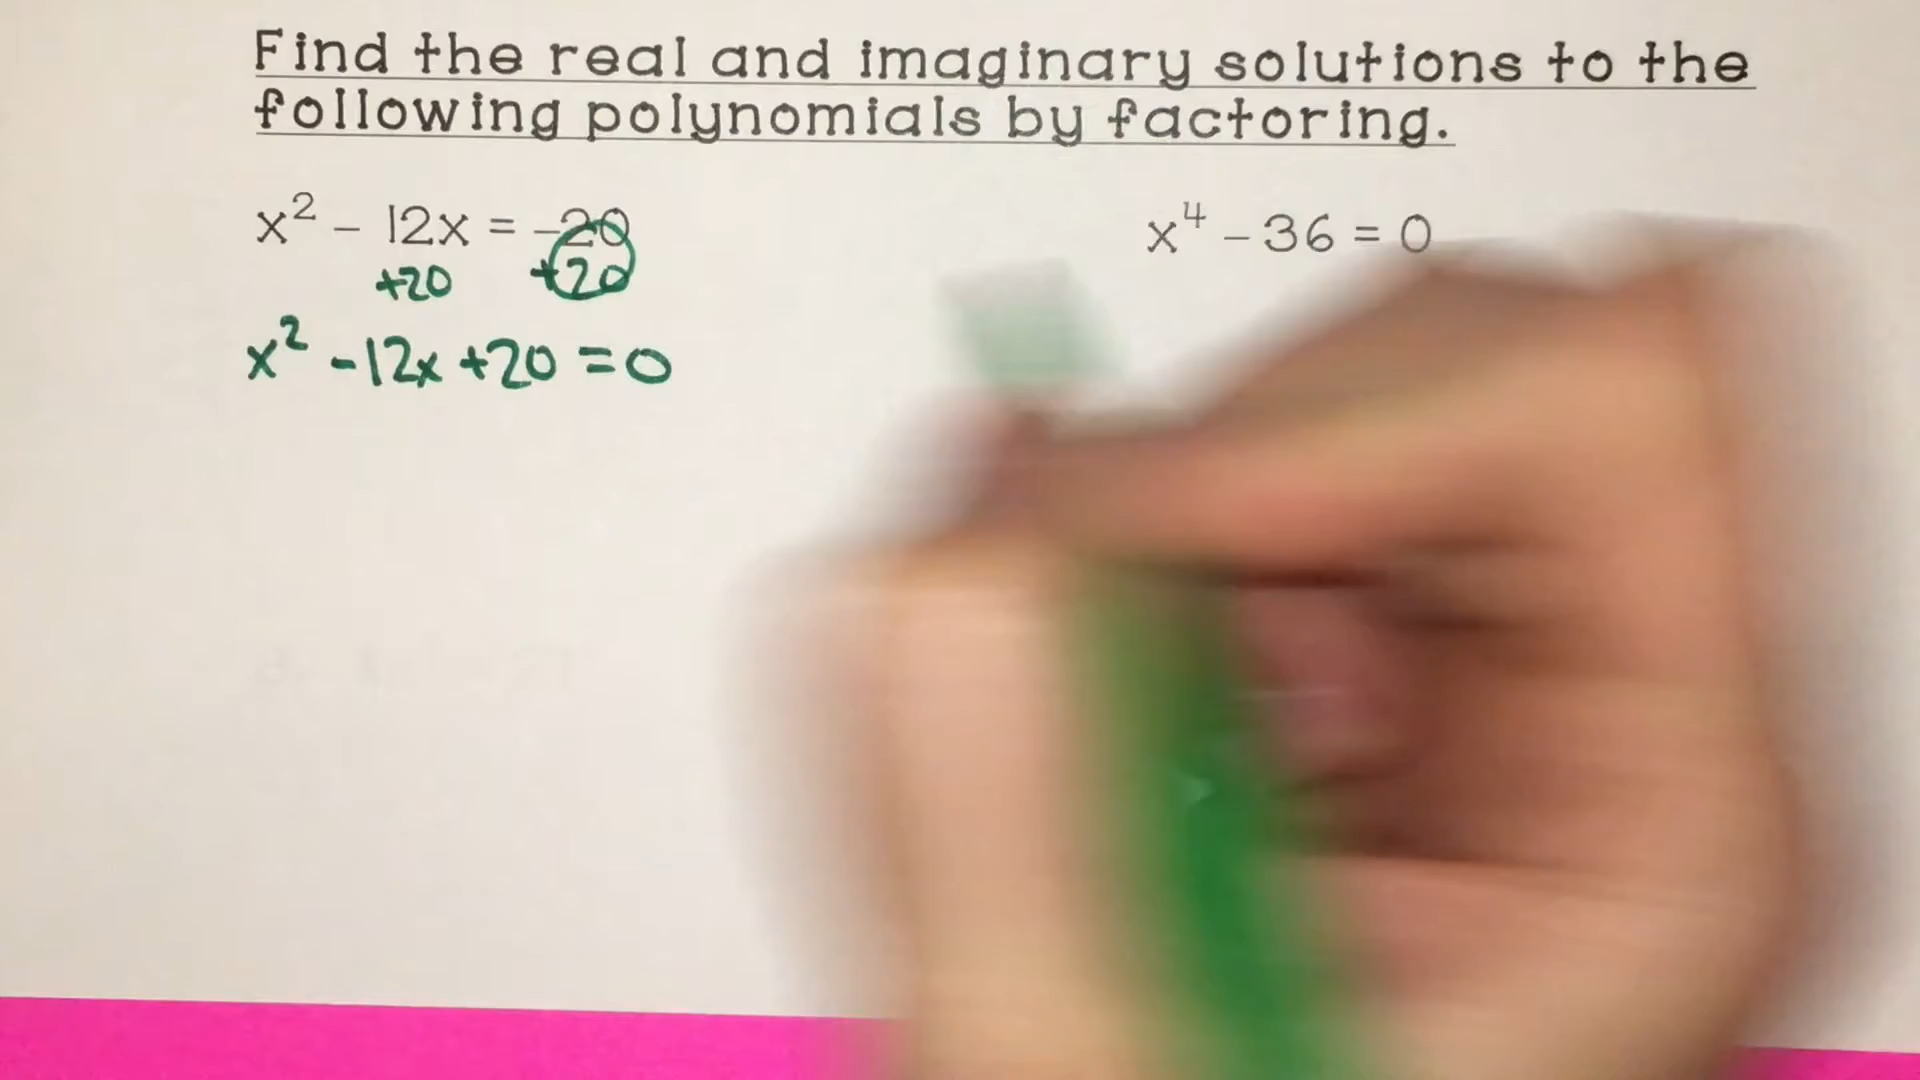 Find the real and imaginary solutions to the
following polynomials by factoring.
x² - 12x = -20
+20 +20
x² -12x +20 =0
x⁴ - 36 = 0